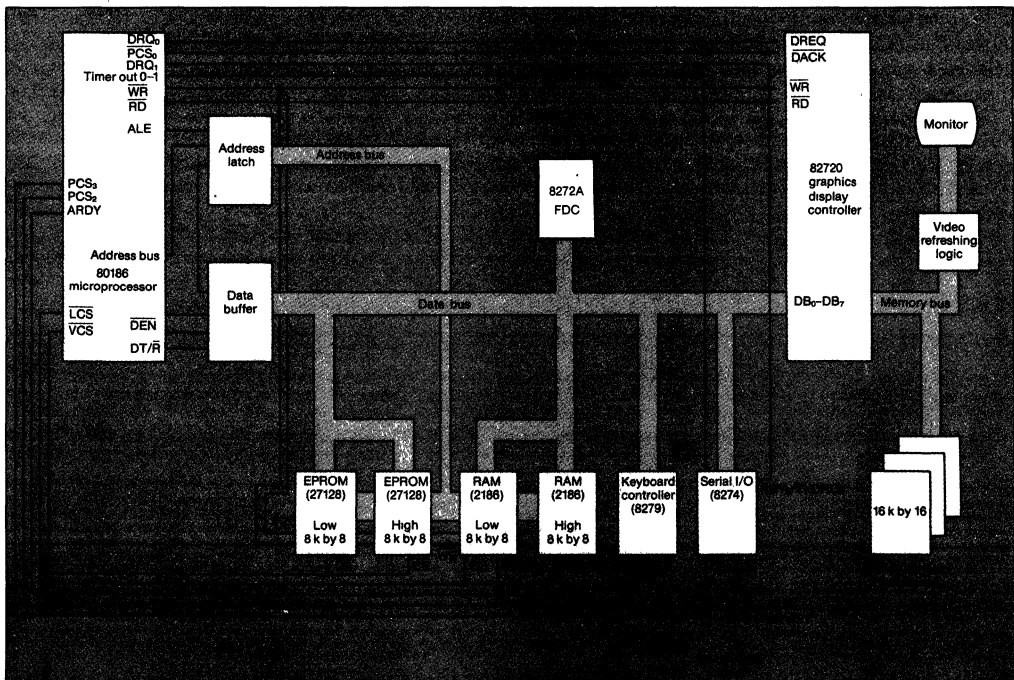 DRQ₀
PCS₀
DRQ₁
Timer out 0–1
WR
RD
ALE
PCS₃
PCS₂
ARDY
Address bus
80186
microprocessor
LCS
VCS
DEN
DT/R
Address
latch
Address bus
Data
buffer
Data bus
8272A
FDC
DREQ
DACK
WR
RD
82720
graphics
display
controller
DB₀–DB₇
Monitor
Video
refreshing
logic
Memory bus
EPROM
(27128)
Low
8 k by 8
EPROM
(27128)
High
8 k by 8
RAM
(2186)
Low
8 k by 8
RAM
(2186)
High
8 k by 8
Keyboard
controller
(8279)
Serial I/O
(8274)
16 k by 16